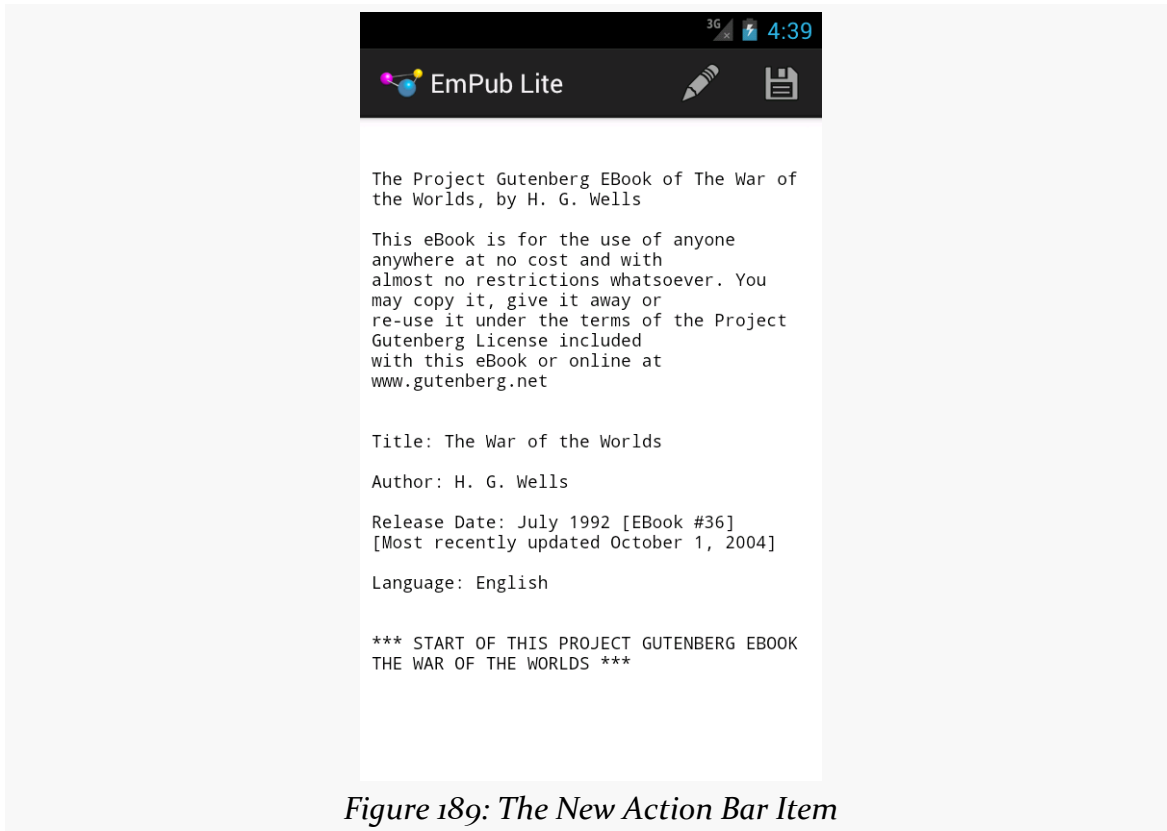 3G 4:39
EmPub Lite
The Project Gutenberg EBook of The War of
the Worlds, by H. G. Wells
This eBook is for the use of anyone
anywhere at no cost and with
almost no restrictions whatsoever. You
may copy it, give it away or
re-use it under the terms of the Project
Gutenberg License included
with this eBook or online at
www.gutenberg.net
Title: The War of the Worlds
Author: H. G. Wells
Release Date: July 1992 [EBook #36]
[Most recently updated October 1, 2004]
Language: English
*** START OF THIS PROJECT GUTENBERG EBOOK
THE WAR OF THE WORLDS ***
Figure 189: The New Action Bar Item